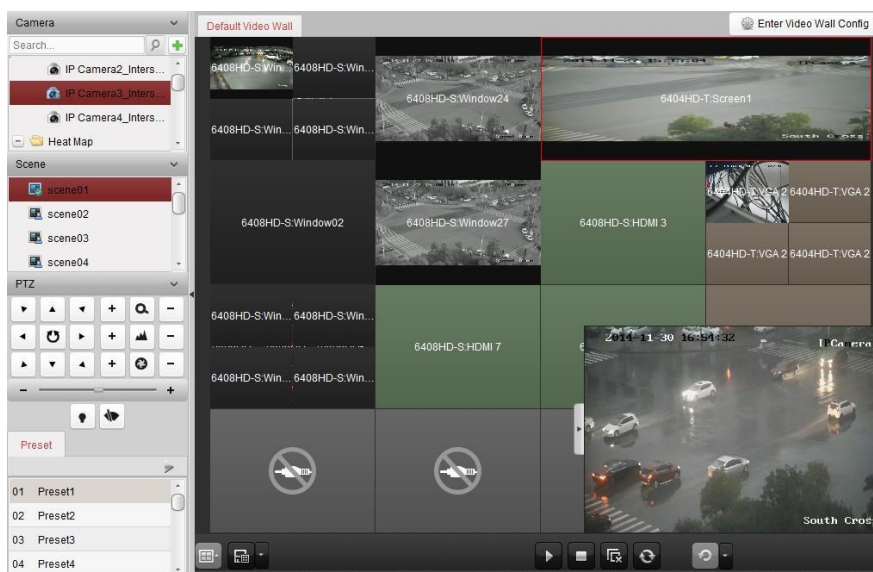 Camera
Search...
IP Camera2_Inters...
IP Camera3_Inters...
IP Camera4_Inters...
Heat Map
Scene
scene01
scene02
scene03
scene04
PTZ
Preset
01 Preset1
02 Preset2
03 Preset3
04 Preset4
Default Video Wall
Enter Video Wall Config
6408HD-S:Win... 6408HD-S:Win...
6408HD-S:Window24
6404HD-T:Screen1
South Cros
6408HD-S:Win... 6408HD-S:Win...
6408HD-S:Window02
6408HD-S:Window27
6408HD-S:HDMI 3
6404HD-T:VGA 2 6404HD-T:VGA 2
6404HD-T:VGA 2 6404HD-T:VGA 2
6408HD-S:Win... 6408HD-S:Win...
6408HD-S:HDMI 7
6408HD-S:Win... 6408HD-S:Win...
2014-11-30 16:54:32
IPCamera
South Cros